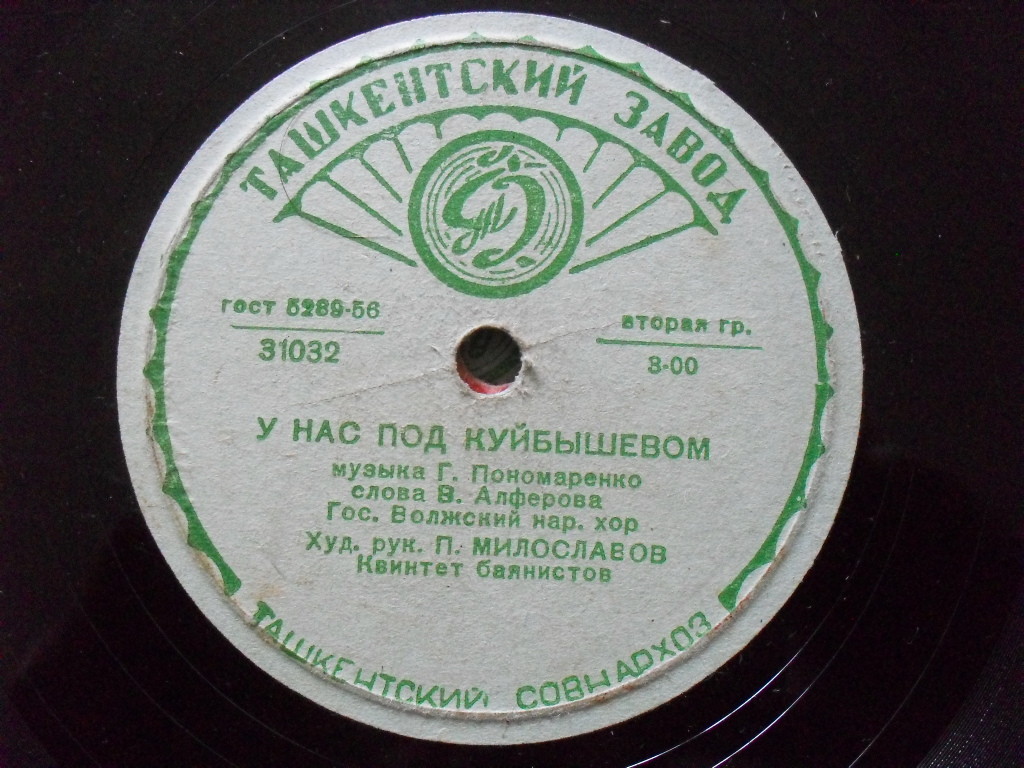 ТАШКЕНТСКИЙ ЗАВОД
гост 5289-56
31032
вторая гр.
3-00
У НАС ПОД КУЙБЫШЕВОМ
музыка Г. Пономаренко
слова В. Алферова
Гос. Волжский нар. хор
Худ. рук. П. МИЛОСЛАВОВ
Квинтет баянистов
ТАШКЕНТСКИЙ СОВНАРХОЗ